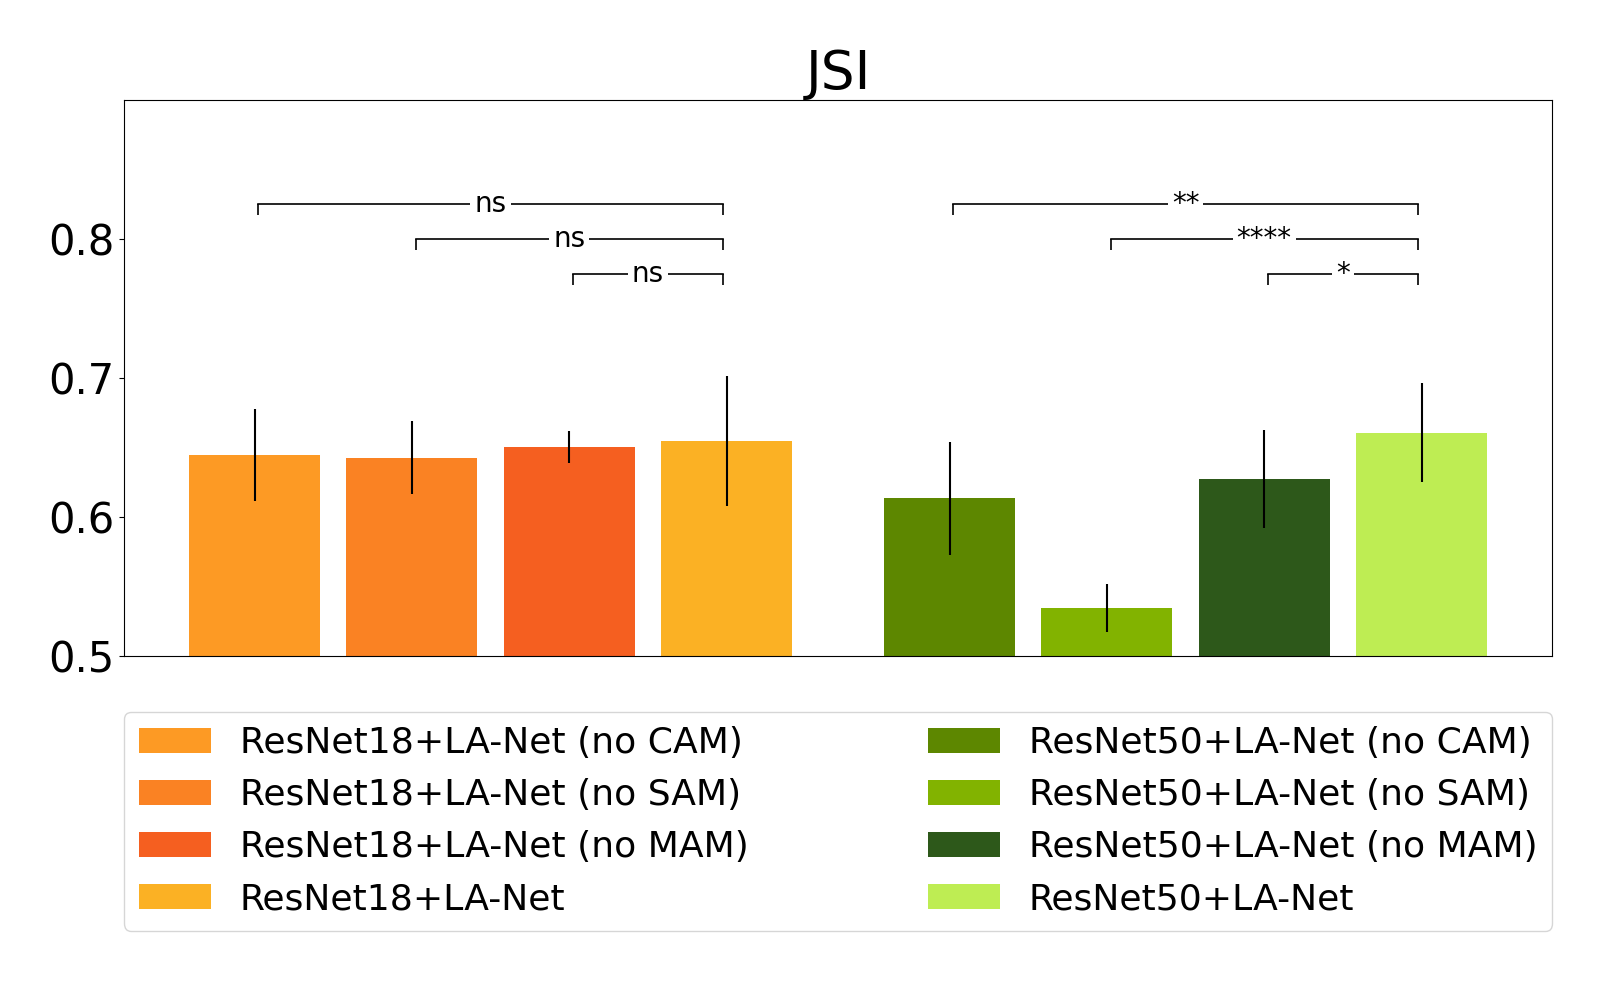 JSI
ns
**
0.8
ns
****
ns
*
0.7
0.6
0.5
ResNet18+LA-Net (no CAM)
ResNet18+LA-Net (no SAM)
ResNet18+LA-Net (no MAM)
ResNet18+LA-Net
ResNet50+LA-Net (no CAM)
ResNet50+LA-Net (no SAM)
ResNet50+LA-Net (no MAM)
ResNet50+LA-Net